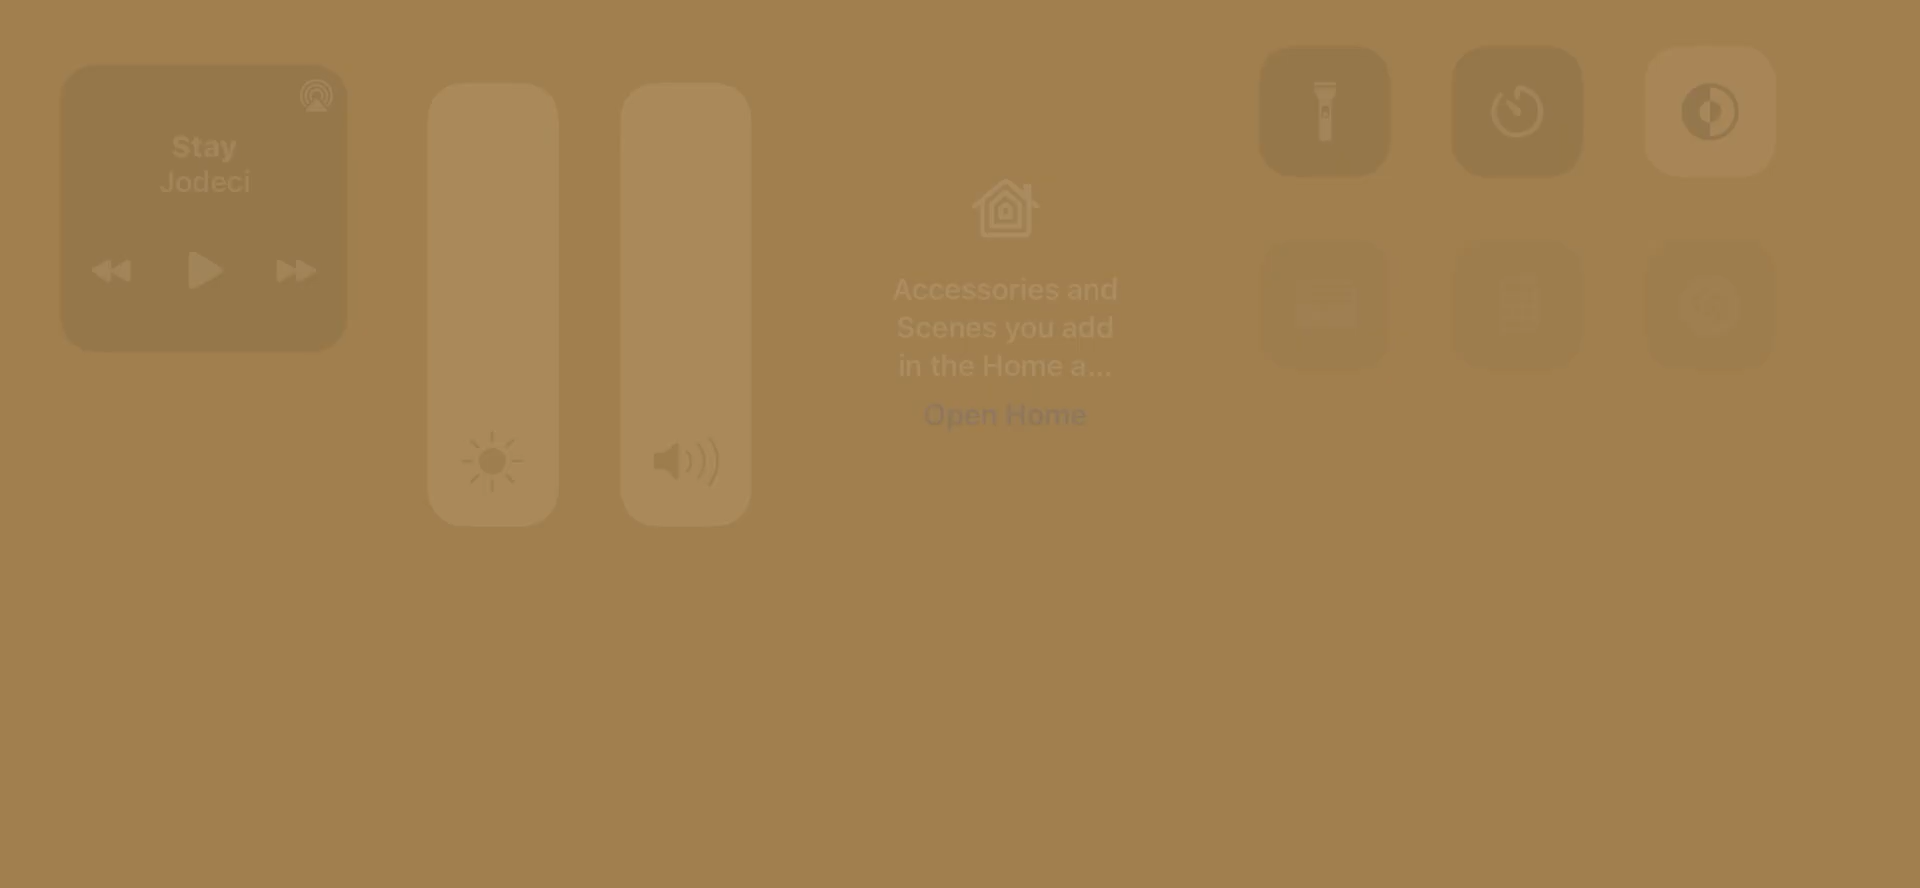 Stay
Jodeci
Accessories and
Scenes you add
in the Home a...
Open Home